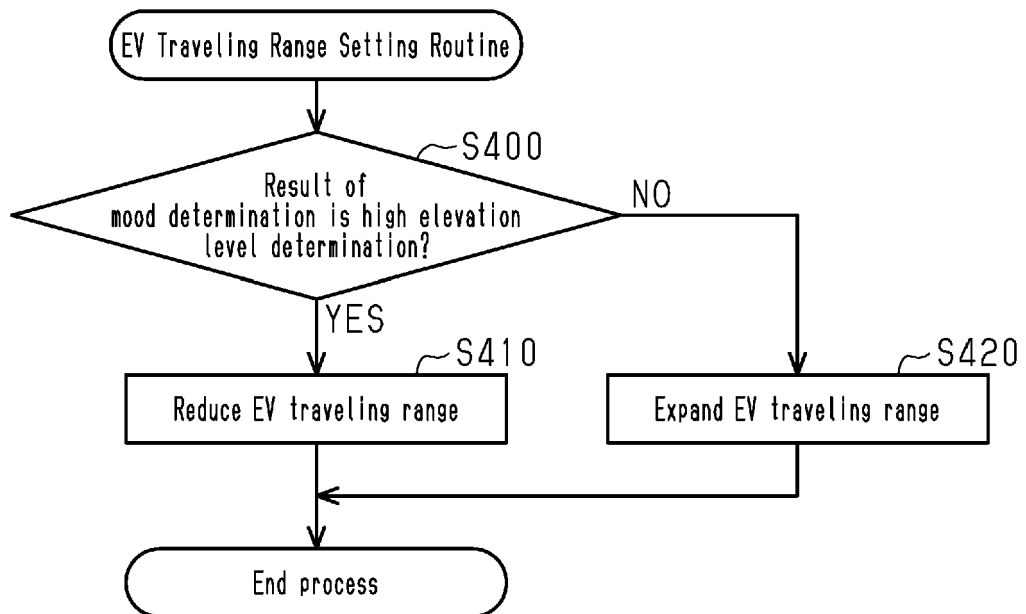 EV Traveling Range Setting Routine
S400
Result of
mood determination is high elevation
level determination?
NO
YES
S410
S420
Reduce EV traveling range
Expand EV traveling range
End process